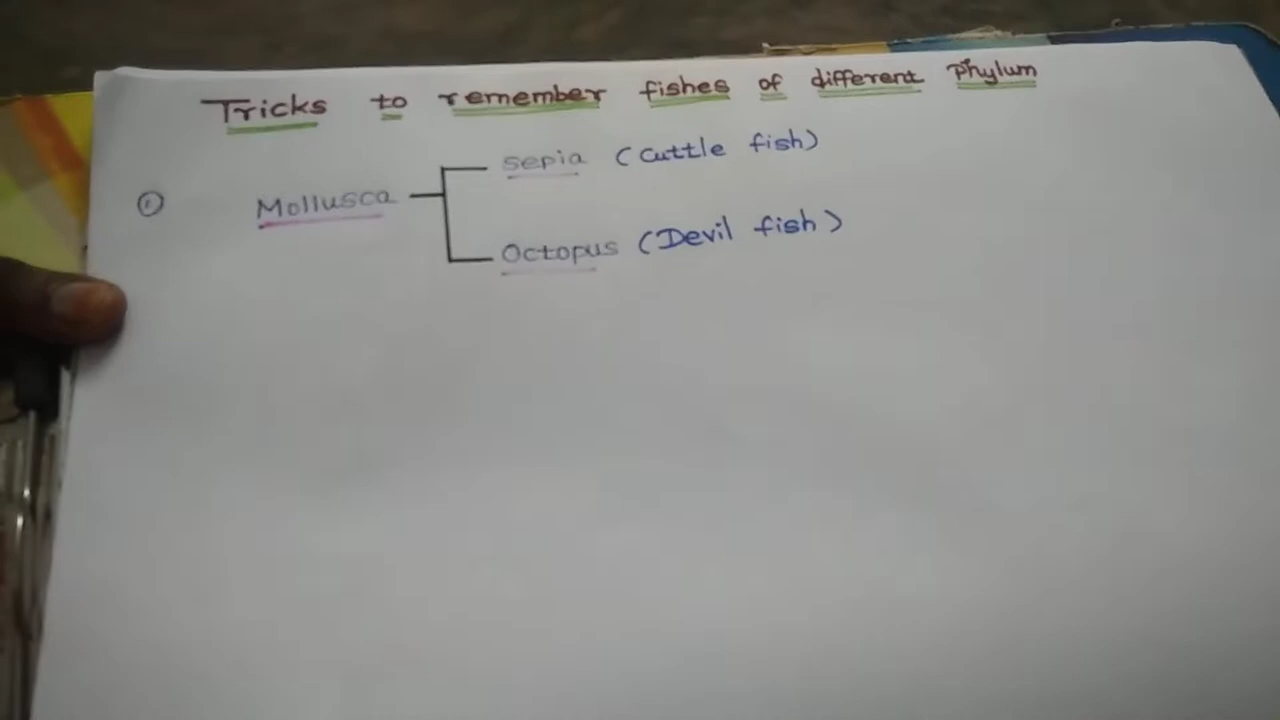 Tricks to remember fishes of different Phylum
① Mollusca
Sepia (Cuttle fish)
Octopus (Devil fish)